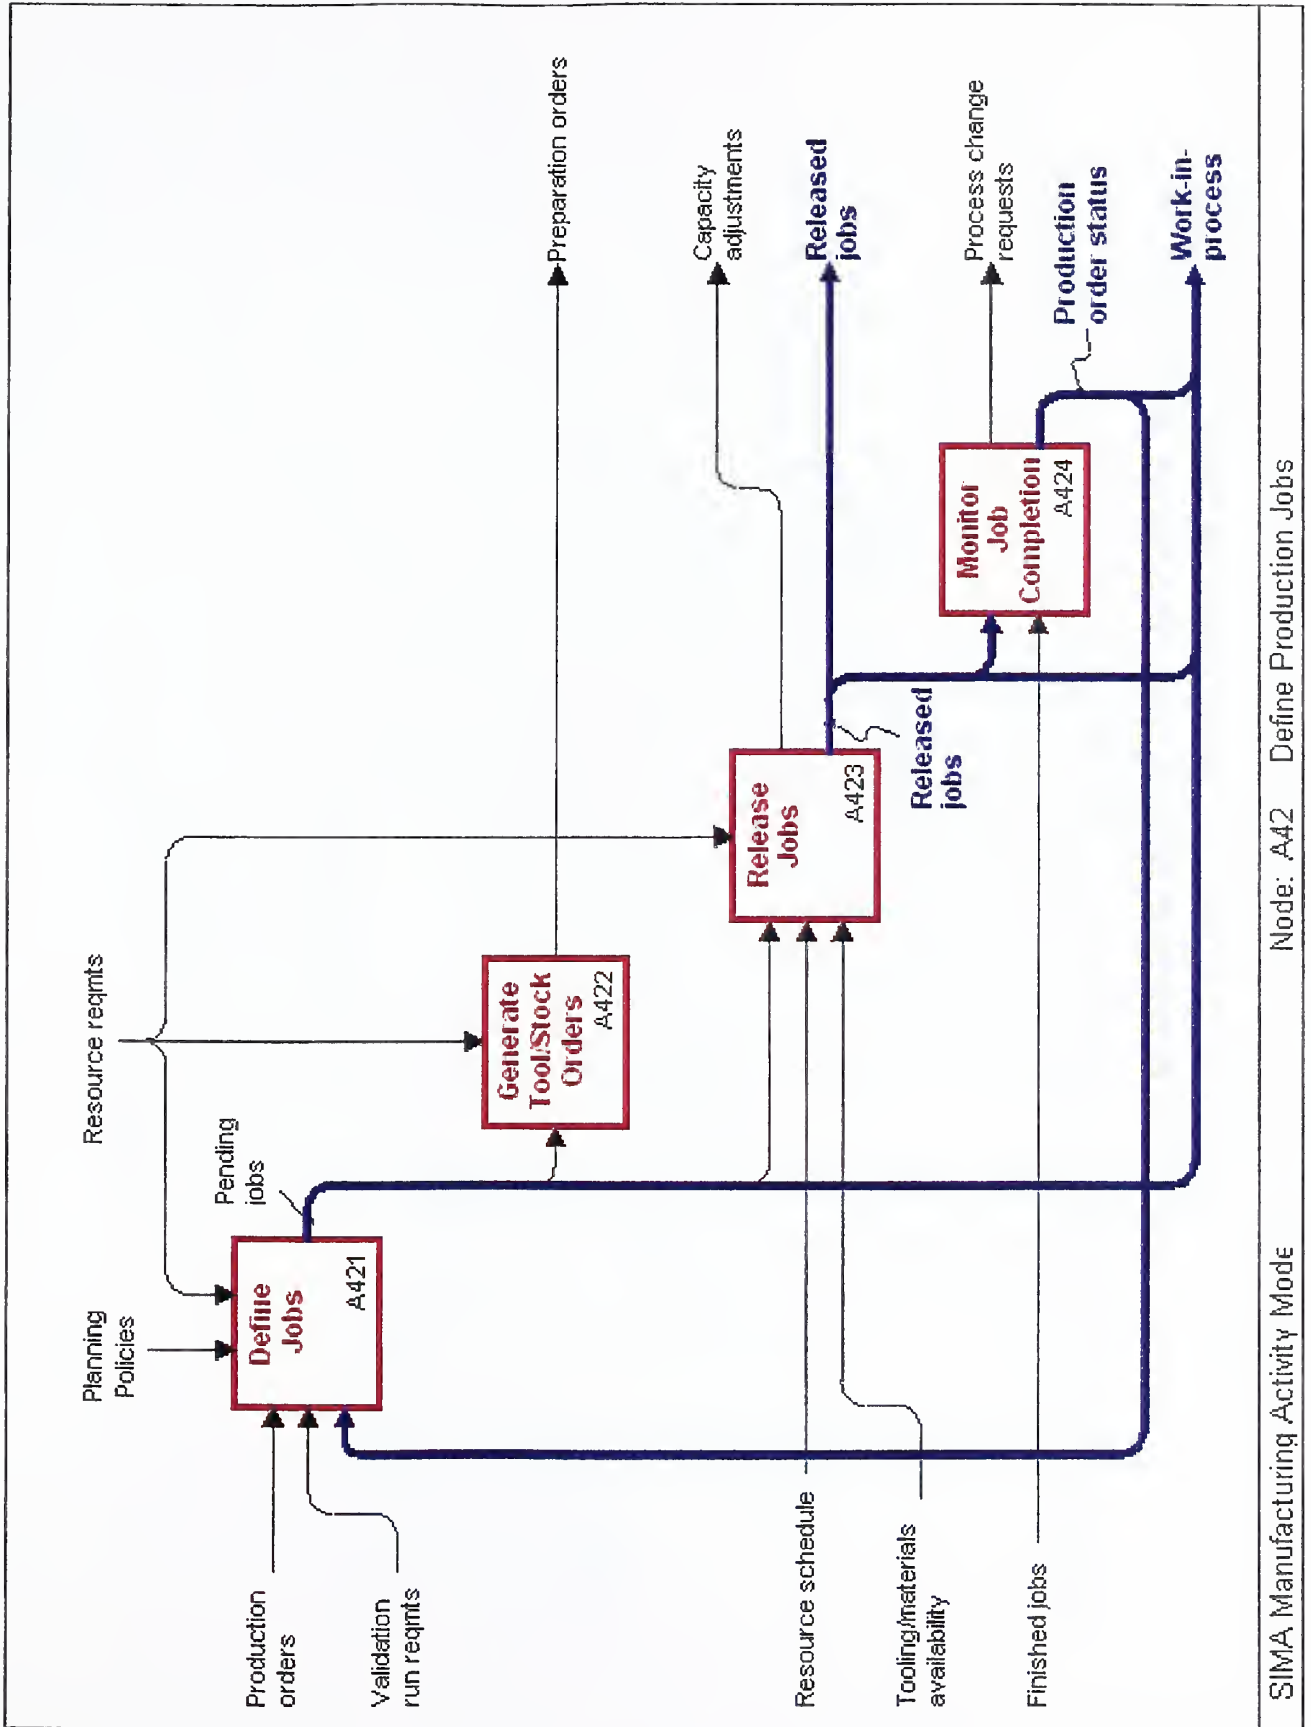 Planning
Policies
Resource reqmts
Production
orders
Validation
run reqmts
Define
Jobs
A421
Pending
jobs
Generate
Tool/Stock
Orders
A422
Preparation orders
Resource schedule
Tooling/materials
availability
Release
Jobs
A423
Capacity
adjustments
Released
jobs
Released
jobs
Finished jobs
Monitor
Job
Completion
A424
Process change
requests
Production
order status
Work-in-
process
SIMA Manufacturing Activity Mode
Node: A42 Define Production Jobs